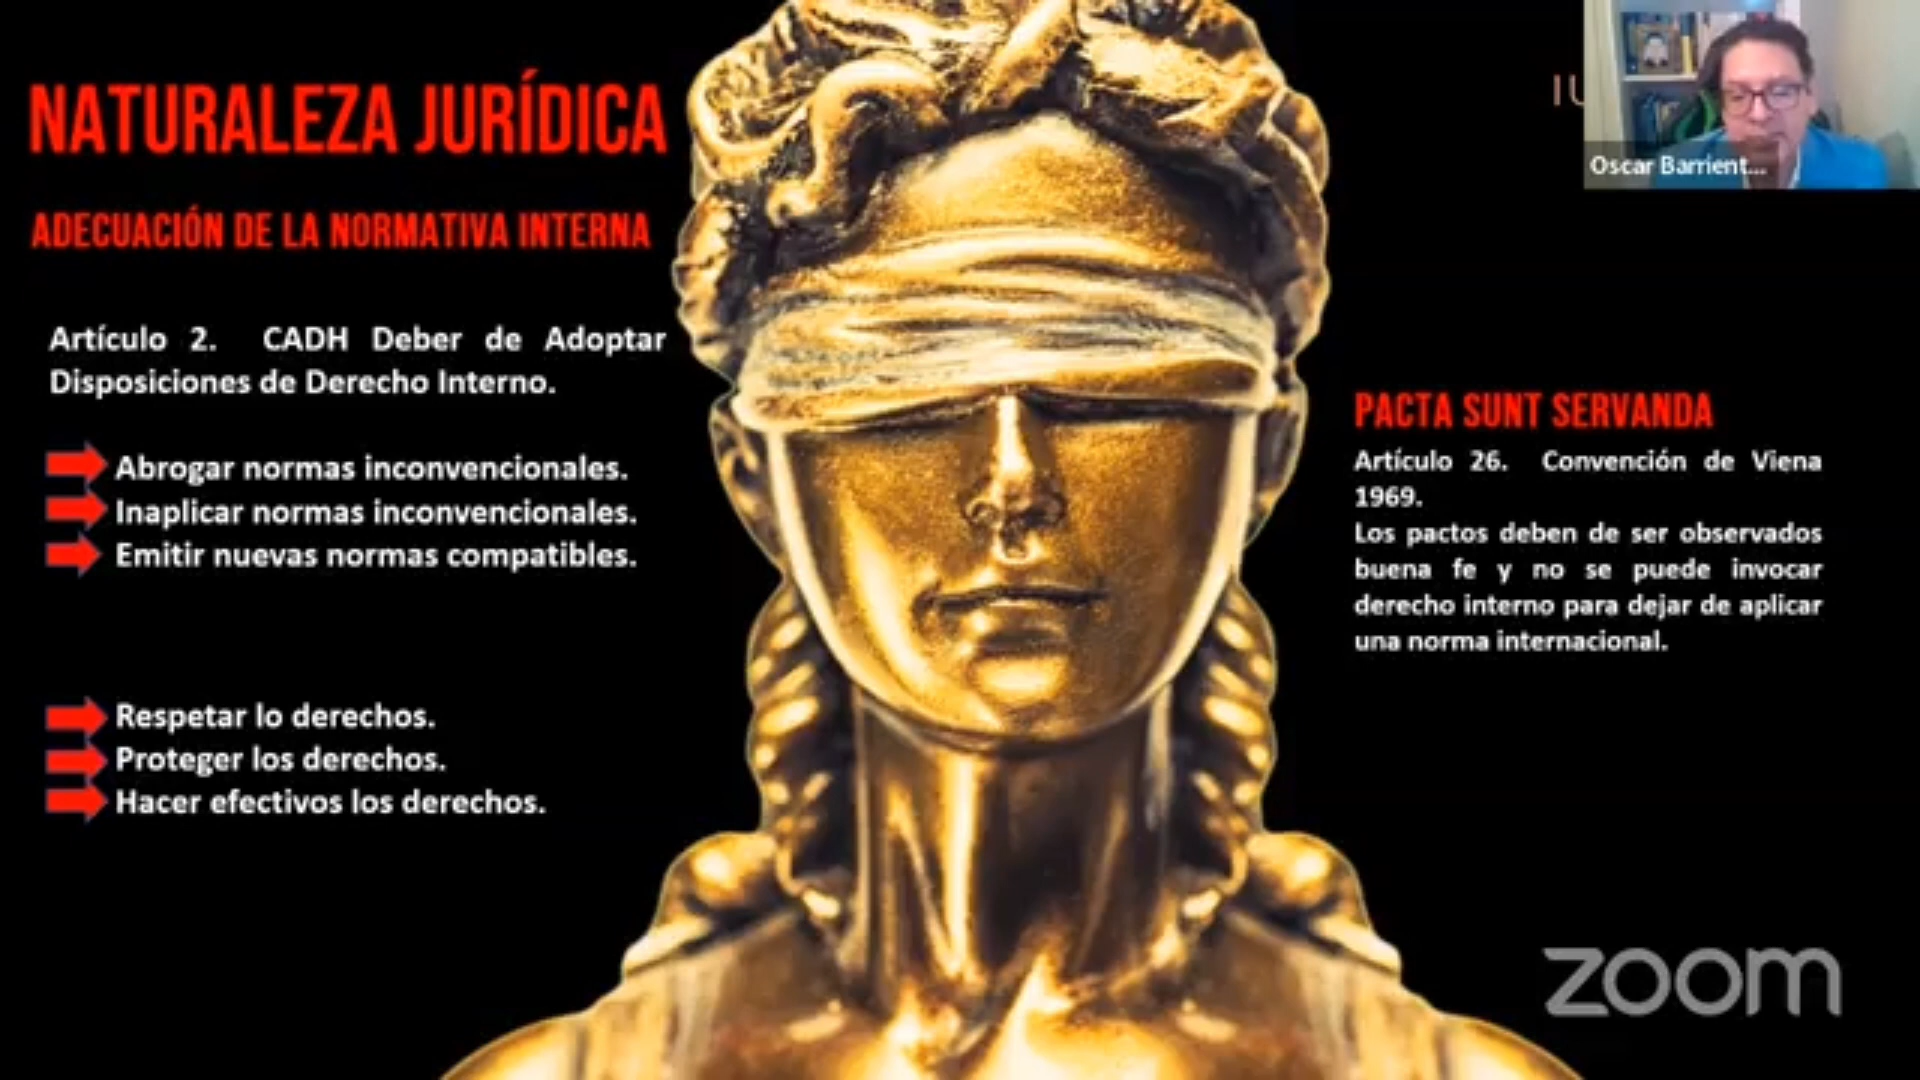 NATURALEZA JURÍDICA
ADECUACIÓN DE LA NORMATIVA INTERNA
Artículo 2. CADH Deber de Adoptar
Disposiciones de Derecho Interno.
Abrogar normas inconvencionales.
Inaplicar normas inconvencionales.
Emitir nuevas normas compatibles.
Respetar lo derechos.
Proteger los derechos.
Hacer efectivos los derechos.
PACTA SUNT SERVANDA
Artículo 26. Convención de Viena
1969.
Los pactos deben de ser observados
buena fe y no se puede invocar
derecho interno para dejar de aplicar
una norma internacional.
Oscar Barrient...
zoom